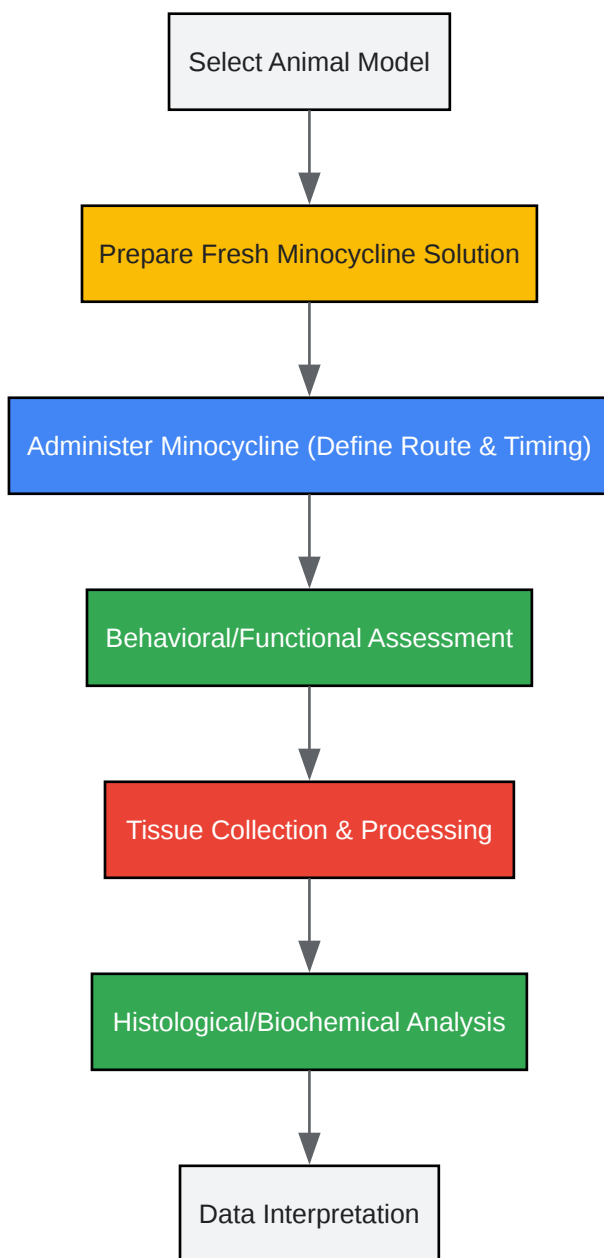 Select Animal Model
Prepare Fresh Minocycline Solution
Administer Minocycline (Define Route & Timing)
Behavioral/Functional Assessment
Tissue Collection & Processing
Histological/Biochemical Analysis
Data Interpretation